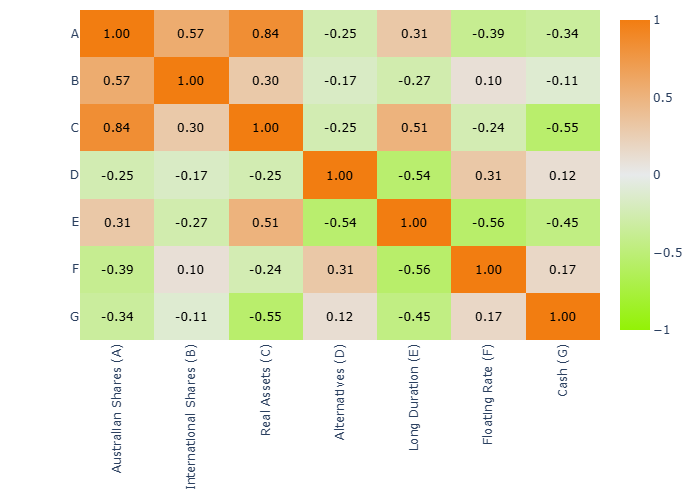 A 1.00 0.57 0.84 -0.25 0.31 -0.39 -0.34
B 0.57 1.00 0.30 -0.17 -0.27 0.10 -0.11
C 0.84 0.30 1.00 -0.25 0.51 -0.24 -0.55
D -0.25 -0.17 -0.25 1.00 -0.54 0.31 0.12
E 0.31 -0.27 0.51 -0.54 1.00 -0.56 -0.45
F -0.39 0.10 -0.24 0.31 -0.56 1.00 0.17
G -0.34 -0.11 -0.55 0.12 -0.45 0.17 1.00
Australian Shares (A)
International Shares (B)
Real Assets (C)
Alternatives (D)
Long Duration (E)
Floating Rate (F)
Cash (G)
1
0.5
0
−0.5
−1